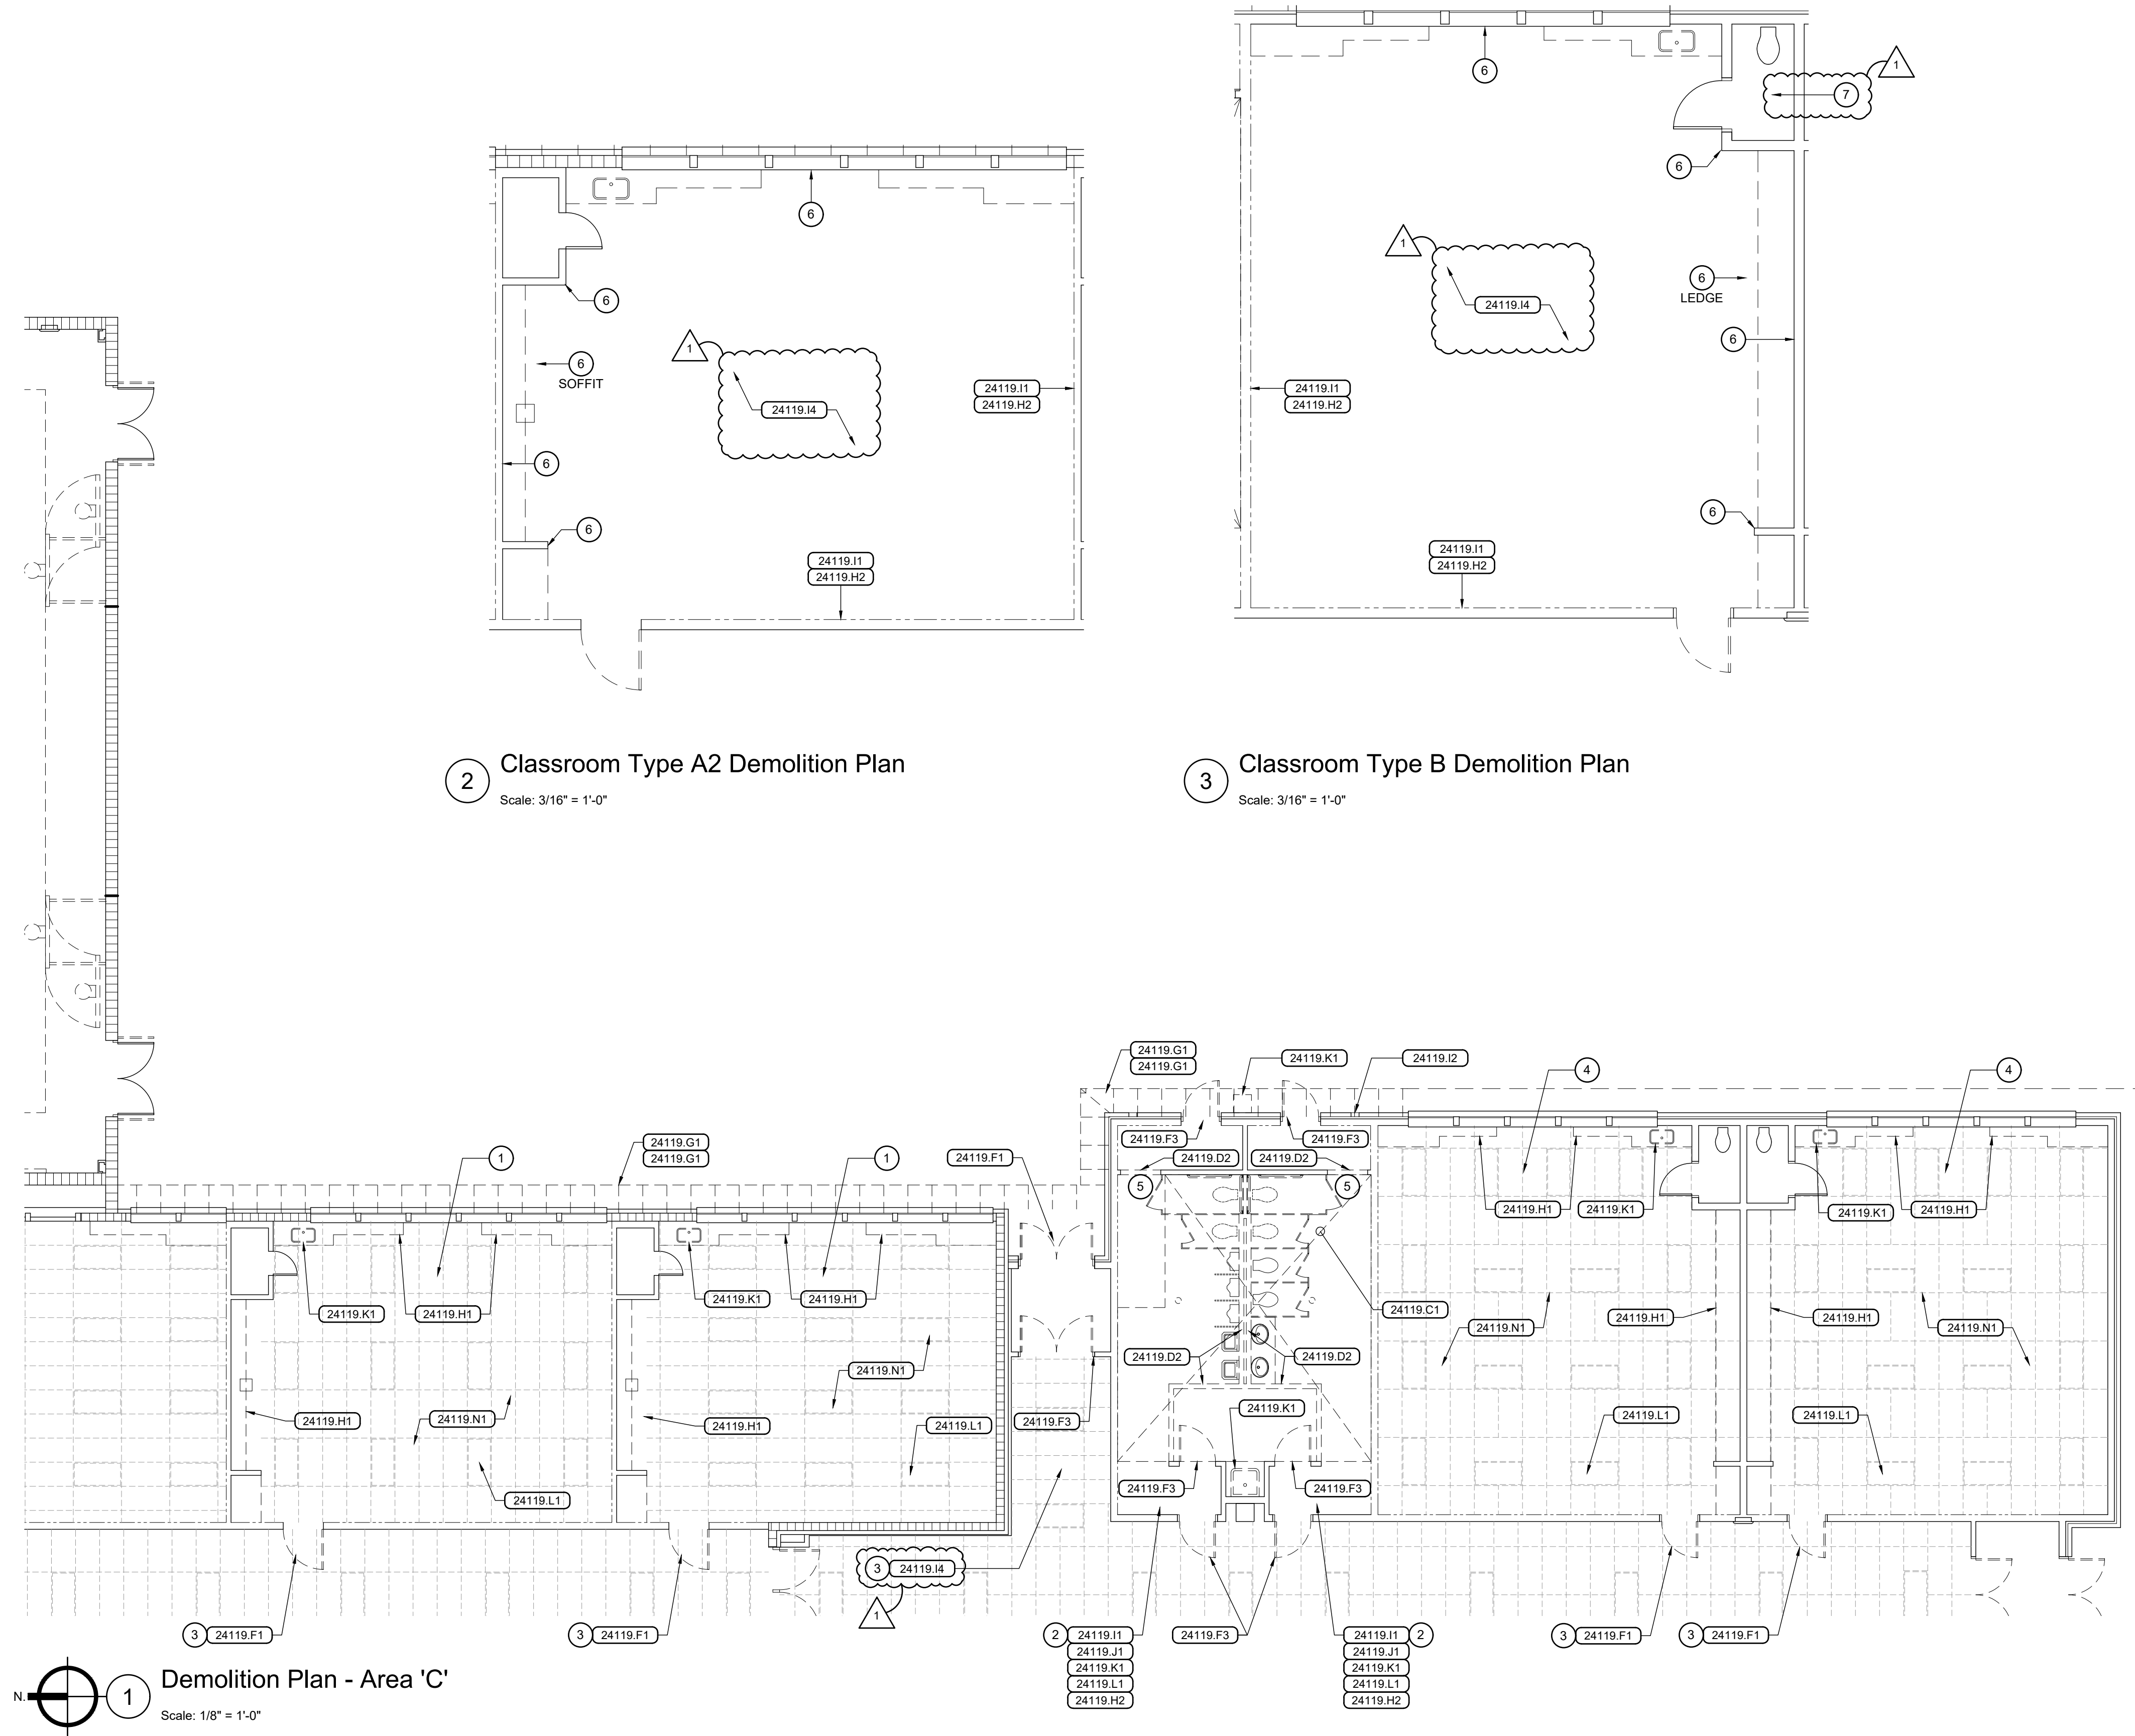 6
1
7
6
6
1
24119.I4
6
LEDGE
6
6
1
24119.I4
6
SOFFIT
6
6
24119.I1
24119.H2
24119.I1
24119.H2
6
6
24119.I1
24119.H2
24119.I1
24119.H2
2
Classroom Type A2 Demolition Plan
Scale: 3/16" = 1'-0"
3
Classroom Type B Demolition Plan
Scale: 3/16" = 1'-0"
24119.G1
24119.G1
24119.K1
24119.I2
4
4
24119.G1
24119.G1
1
1
24119.F1
24119.F3
24119.F3
24119.D2
24119.D2
5
5
24119.H1
24119.K1
24119.K1
24119.H1
24119.K1
24119.H1
24119.K1
24119.H1
24119.C1
24119.N1
24119.H1
24119.H1
24119.N1
24119.D2
24119.D2
24119.N1
24119.H1
24119.N1
24119.H1
24119.L1
24119.F3
24119.K1
24119.L1
24119.L1
24119.L1
24119.F3
24119.F3
3 24119.I4
1
3 24119.F1
3 24119.F1
2 24119.I1
24119.J1
24119.K1
24119.L1
24119.H2
24119.F3
24119.I1 2
24119.J1
24119.K1
24119.L1
24119.H2
3 24119.F1
3 24119.F1
N.
1
Demolition Plan - Area 'C'
Scale: 1/8" = 1'-0"